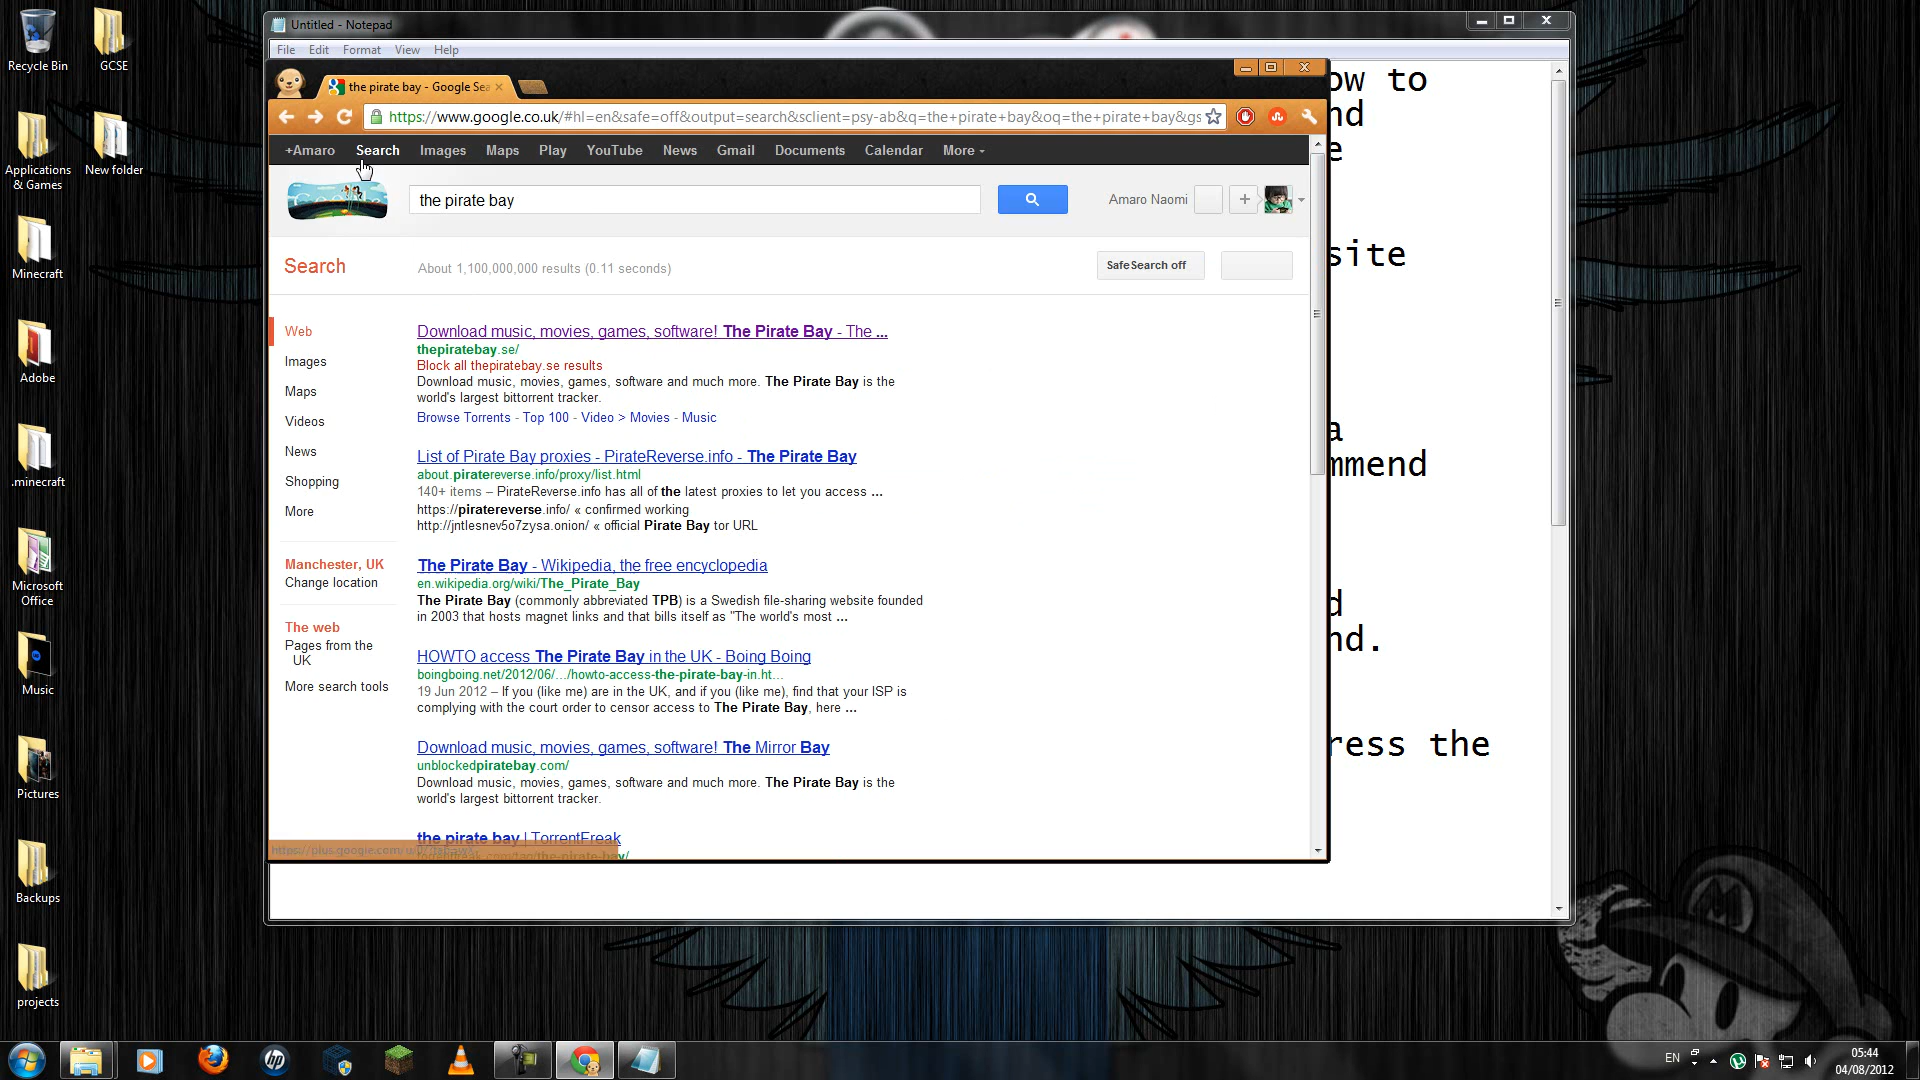 Recycle Bin
GCSE
Applications
& Games
New folder
Minecraft
Adobe
.minecraft
Microsoft
Office
Music
Pictures
Backups
projects
Untitled - Notepad
File Edit Format View Help
the pirate bay - Google Sea
https://www.google.co.uk/#hl=en&safe=off&output=search&sclient=psy-ab&q=the+pirate+bay&oq=the+pirate+bay&gs
+Amaro Search Images Maps Play YouTube News Gmail Documents Calendar More
the pirate bay
Amaro Naomi
Search
About 1,100,000,000 results (0.11 seconds)
SafeSearch off
Web
Images
Maps
Videos
News
Shopping
More
Manchester, UK
Change location
The web
Pages from the
UK
More search tools
Download music, movies, games, software! The Pirate Bay - The ...
thepiratebay.se/
Block all thepiratebay.se results
Download music, movies, games, software and much more. The Pirate Bay is the
world's largest bittorrent tracker.
Browse Torrents - Top 100 - Video > Movies - Music
List of Pirate Bay proxies - PirateReverse.info - The Pirate Bay
about.piratereverse.info/proxy/list.html
140+ items – PirateReverse.info has all of the latest proxies to let you access ...
https://piratereverse.info/ « confirmed working
http://jntlesnev5o7zysa.onion/ « official Pirate Bay tor URL
The Pirate Bay - Wikipedia, the free encyclopedia
en.wikipedia.org/wiki/The_Pirate_Bay
The Pirate Bay (commonly abbreviated TPB) is a Swedish file-sharing website founded
in 2003 that hosts magnet links and that bills itself as "The world's most ...
HOWTO access The Pirate Bay in the UK - Boing Boing
boingboing.net/2012/06/.../howto-access-the-pirate-bay-in.ht...
19 Jun 2012 – If you (like me) are in the UK, and if you (like me), find that your ISP is
complying with the court order to censor access to The Pirate Bay, here ...
Download music, movies, games, software! The Mirror Bay
unblockedpiratebay.com/
Download music, movies, games, software and much more. The Pirate Bay is the
world's largest bittorrent tracker.
the pirate bay | TorrentFreak
ow to
nd
e
site
a
mmend
d
nd.
ress the
EN
05:44
04/08/2012